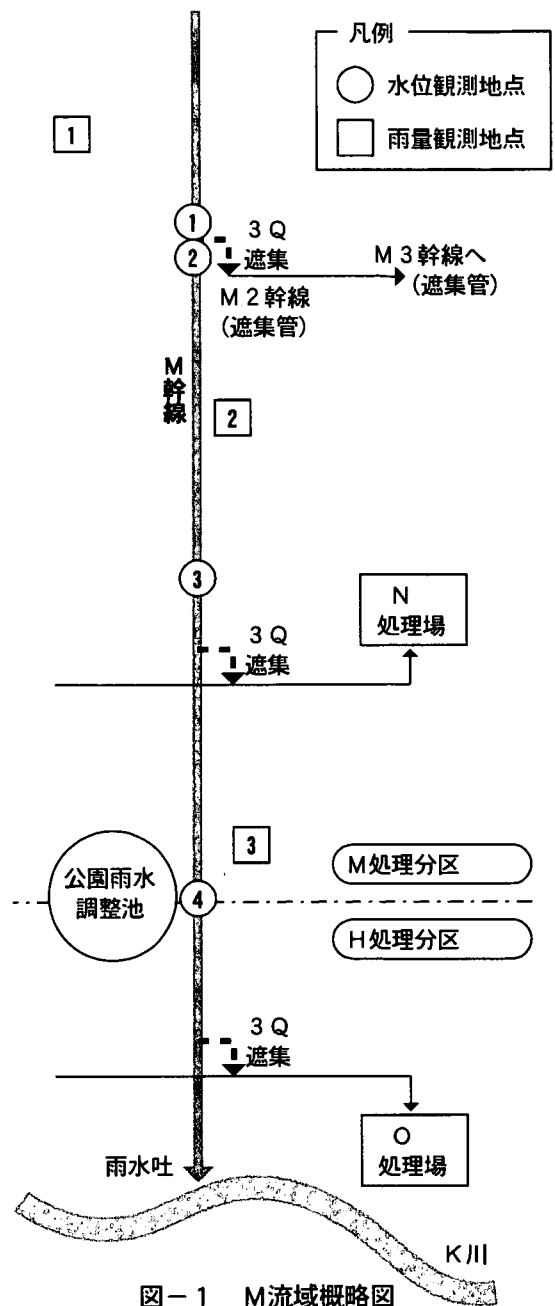 凡例
○ 水位観測地点
□ 雨量観測地点
1
1
2
3Q
遮集
M3幹線へ
(遮集管)
M2幹線
(遮集管)
M幹線
2
3
N
処理場
3Q
遮集
3
公園雨水
調整池
4
M処理分区
H処理分区
3Q
遮集
O
処理場
雨水吐
K川
図-1 M流域概略図